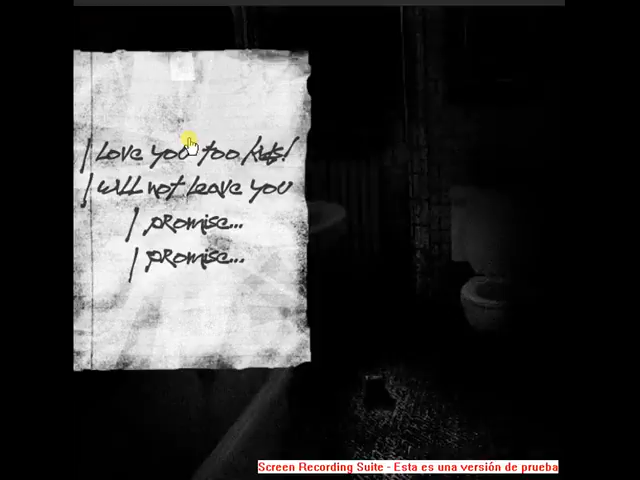 I love you too kids!
I will not leave you
I promise...
I promise...
Screen Recording Suite - Esta es una versión de prueba